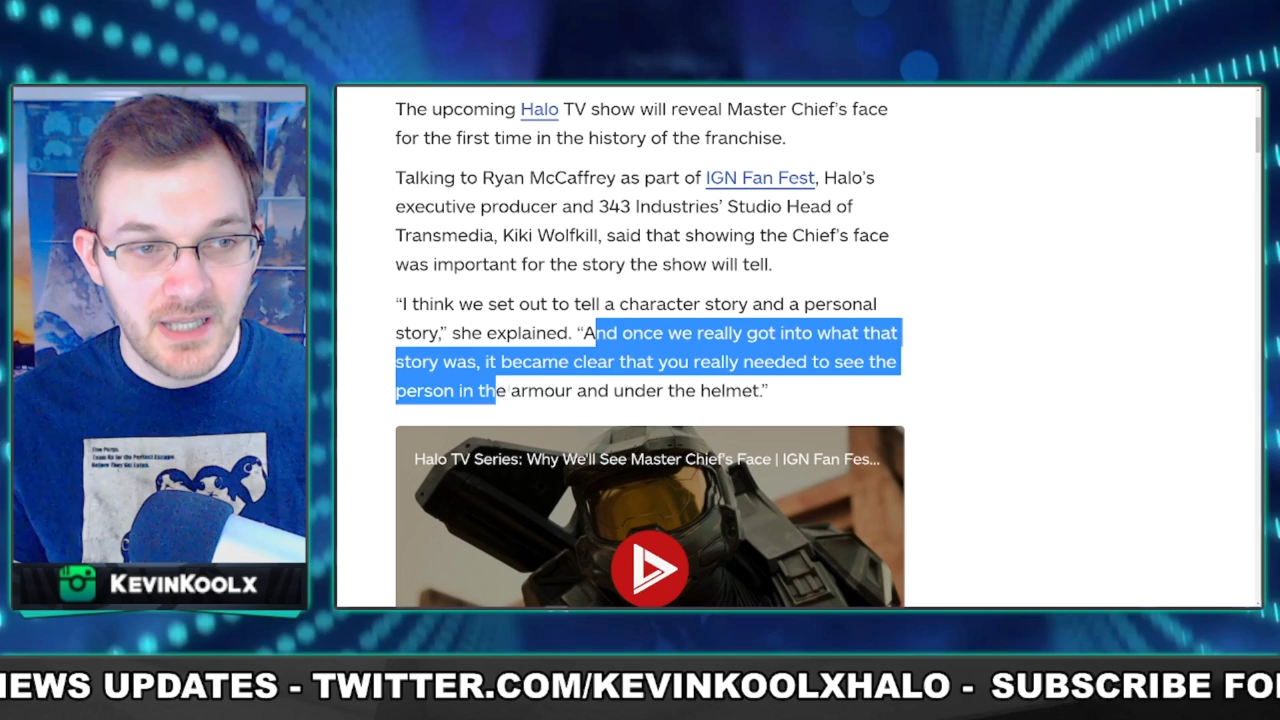 The upcoming Halo TV show will reveal Master Chief's face
for the first time in the history of the franchise.
Talking to Ryan McCaffrey as part of IGN Fan Fest, Halo's
executive producer and 343 Industries' Studio Head of
Transmedia, Kiki Wolfkill, said that showing the Chief's face
was important for the story the show will tell.
“I think we set out to tell a character story and a personal
story,” she explained. “And once we really got into what that
story was, it became clear that you really needed to see the
person in the armour and under the helmet.”
Halo TV Series: Why We'll See Master Chief's Face | IGN Fan Fes...
KEVINKOOLX
NEWS UPDATES - TWITTER.COM/KEVINKOOLXHALO - SUBSCRIBE FO